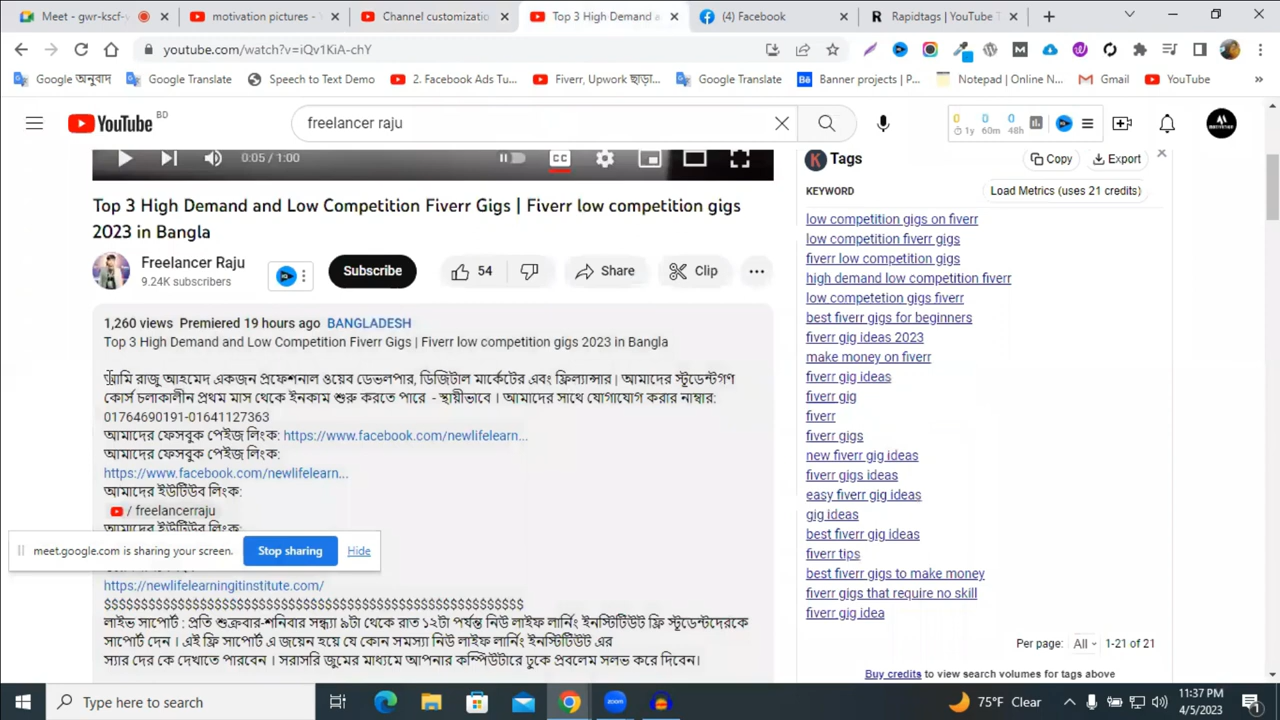 Meet - gwr-kscf-
motivation pictures -
Channel customizatio
Top 3 High Demand a
(4) Facebook
Rapidtags | YouTube T
youtube.com/watch?v=iQv1KiA-chY
Google অনুবাদ
Google Translate
Speech to Text Demo
2. Facebook Ads Tu...
Fiverr, Upwork ছাড়া...
Google Translate
Banner projects | P...
Notepad | Online N...
Gmail
YouTube
YouTube BD
freelancer raju
0 0 0
1y 60m 48h
0:05 / 1:00
CC
Tags
Copy
Export
KEYWORD
Load Metrics (uses 21 credits)
Top 3 High Demand and Low Competition Fiverr Gigs | Fiverr low competition gigs
2023 in Bangla
Freelancer Raju
9.24K subscribers
Subscribe
54
Share
Clip
1,260 views Premiered 19 hours ago BANGLADESH
Top 3 High Demand and Low Competition Fiverr Gigs | Fiverr low competition gigs 2023 in Bangla
আমি রাজু আহমেদ একজন প্রফেশনাল ওয়েব ডেভলপার, ডিজিটাল মার্কেটের এবং ফ্রিল্যান্সার | আমাদের স্টূডেন্টগণ
কোর্স চলাকালীন প্রথম মাস থেকে ইনকাম শুরু করতে পারে - স্থায়ীভাবে । আমাদের সাথে যোগাযোগ করার নাম্বার:
01764690191-01641127363
আমাদের ফেসবুক পেইজ লিংক: https://www.facebook.com/newlifelearn...
আমাদের ফেসবুক পেইজ লিংক:
https://www.facebook.com/newlifelearn...
আমাদের ইউটিউব লিংক:
/ freelancerraju
আমাদের ইউটিউব লিংক:
meet.google.com is sharing your screen.
Stop sharing
Hide
https://newlifelearningitinstitute.com/
$$$$$$$$$$$$$$$$$$$$$$$$$$$$$$$$$$$$$$$$$$$$$$$$$$$$$$$$
লাইভ সাপোর্ট : প্রতি শুক্রবার-শনিবার সন্ধ্যা ৯টা থেকে রাত ১২টা পর্যন্ত নিউ লাইফ লার্নিং ইনস্টিটিউট ফ্রি স্টূডেন্টদেরকে
সাপোর্ট দেন । এই ফ্রি সাপোর্ট এ জয়েন হয়ে যে কোন সমস্যা নিউ লাইফ লার্নিং ইনস্টিটিউট এর
স্যার দের কে দেখাতে পারবেন । সরাসরি জুমের মাধ্যমে আপনার কম্পিউটারে ঢুকে প্রবলেম সলভ করে দিবেন।
low competition gigs on fiverr
low competition fiverr gigs
fiverr low competition gigs
high demand low competition fiverr
low competetion gigs fiverr
best fiverr gigs for beginners
fiverr gig ideas 2023
make money on fiverr
fiverr gig ideas
fiverr gig
fiverr
fiverr gigs
new fiverr gig ideas
fiverr gigs ideas
easy fiverr gig ideas
gig ideas
best fiverr gig ideas
fiverr tips
best fiverr gigs to make money
fiverr gigs that require no skill
fiverr gig idea
Per page: All 1-21 of 21
Buy credits to view search volumes for tags above
Type here to search
zoom
75°F Clear
11:37 PM
4/5/2023